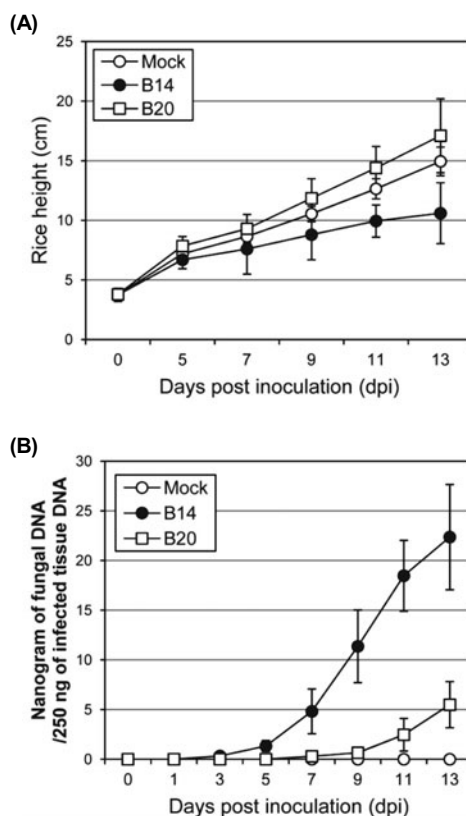 (A)
25
20
15
10
5
0
Rice height (cm)
Mock
B14
B20
0 5 7 9 11 13
Days post inoculation (dpi)
(B)
30
25
20
15
10
5
0
Nanogram of fungal DNA
/250 ng of infected tissue DNA
Mock
B14
B20
0 1 3 5 7 9 11 13
Days post inoculation (dpi)